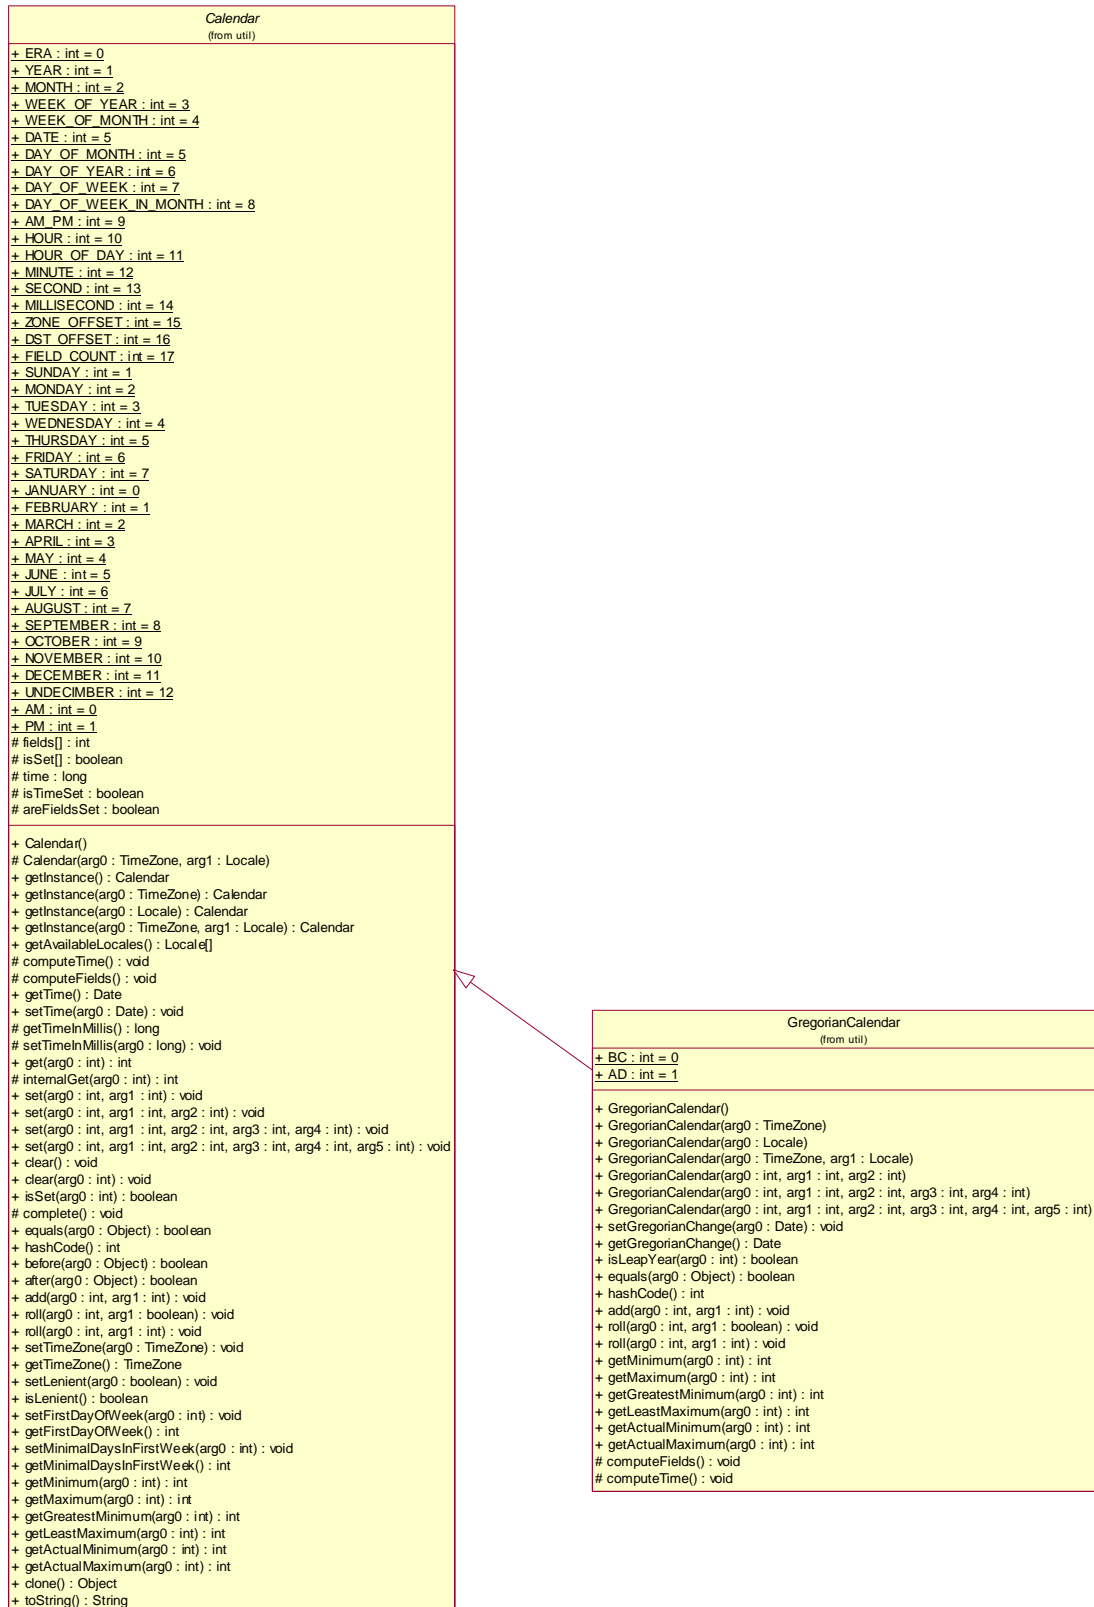 Calendar
(from util)
+ ERA : int = 0
+ YEAR : int = 1
+ MONTH : int = 2
+ WEEK_OF_YEAR : int = 3
+ WEEK_OF_MONTH : int = 4
+ DATE : int = 5
+ DAY_OF_MONTH : int = 5
+ DAY_OF_YEAR : int = 6
+ DAY_OF_WEEK : int = 7
+ DAY_OF_WEEK_IN_MONTH : int = 8
+ AM_PM : int = 9
+ HOUR : int = 10
+ HOUR_OF_DAY : int = 11
+ MINUTE : int = 12
+ SECOND : int = 13
+ MILLISECOND : int = 14
+ ZONE_OFFSET : int = 15
+ DST_OFFSET : int = 16
+ FIELD_COUNT : int = 17
+ SUNDAY : int = 1
+ MONDAY : int = 2
+ TUESDAY : int = 3
+ WEDNESDAY : int = 4
+ THURSDAY : int = 5
+ FRIDAY : int = 6
+ SATURDAY : int = 7
+ JANUARY : int = 0
+ FEBRUARY : int = 1
+ MARCH : int = 2
+ APRIL : int = 3
+ MAY : int = 4
+ JUNE : int = 5
+ JULY : int = 6
+ AUGUST : int = 7
+ SEPTEMBER : int = 8
+ OCTOBER : int = 9
+ NOVEMBER : int = 10
+ DECEMBER : int = 11
+ UNDECIMBER : int = 12
+ AM : int = 0
+ PM : int = 1
# fields[] : int
# isSet[] : boolean
# time : long
# isTimeSet : boolean
# areFieldsSet : boolean
+ Calendar()
# Calendar(arg0 : TimeZone, arg1 : Locale)
+ getInstance() : Calendar
+ getInstance(arg0 : TimeZone) : Calendar
+ getInstance(arg0 : Locale) : Calendar
+ getInstance(arg0 : TimeZone, arg1 : Locale) : Calendar
+ getAvailableLocales() : Locale[]
# computeTime() : void
# computeFields() : void
+ getTime() : Date
+ setTime(arg0 : Date) : void
# getTimeInMillis() : long
# setTimeInMillis(arg0 : long) : void
+ get(arg0 : int) : int
# internalGet(arg0 : int) : int
+ set(arg0 : int, arg1 : int) : void
+ set(arg0 : int, arg1 : int, arg2 : int) : void
+ set(arg0 : int, arg1 : int, arg2 : int, arg3 : int, arg4 : int) : void
+ set(arg0 : int, arg1 : int, arg2 : int, arg3 : int, arg4 : int, arg5 : int) : void
+ clear() : void
+ clear(arg0 : int) : void
+ isSet(arg0 : int) : boolean
# complete() : void
+ equals(arg0 : Object) : boolean
+ hashCode() : int
+ before(arg0 : Object) : boolean
+ after(arg0 : Object) : boolean
+ add(arg0 : int, arg1 : int) : void
+ roll(arg0 : int, arg1 : boolean) : void
+ roll(arg0 : int, arg1 : int) : void
+ setTimeZone(arg0 : TimeZone) : void
+ getTimeZone() : TimeZone
+ setLenient(arg0 : boolean) : void
+ isLenient() : boolean
+ setFirstDayOfWeek(arg0 : int) : void
+ getFirstDayOfWeek() : int
+ setMinimalDaysInFirstWeek(arg0 : int) : void
+ getMinimalDaysInFirstWeek() : int
+ getMinimum(arg0 : int) : int
+ getMaximum(arg0 : int) : int
+ getGreatestMinimum(arg0 : int) : int
+ getLeastMaximum(arg0 : int) : int
+ getActualMinimum(arg0 : int) : int
+ getActualMaximum(arg0 : int) : int
+ clone() : Object
+ toString() : String
GregorianCalendar
(from util)
+ BC : int = 0
+ AD : int = 1
+ GregorianCalendar()
+ GregorianCalendar(arg0 : TimeZone)
+ GregorianCalendar(arg0 : Locale)
+ GregorianCalendar(arg0 : TimeZone, arg1 : Locale)
+ GregorianCalendar(arg0 : int, arg1 : int, arg2 : int)
+ GregorianCalendar(arg0 : int, arg1 : int, arg2 : int, arg3 : int, arg4 : int)
+ GregorianCalendar(arg0 : int, arg1 : int, arg2 : int, arg3 : int, arg4 : int, arg5 : int)
+ setGregorianChange(arg0 : Date) : void
+ getGregorianChange() : Date
+ isLeapYear(arg0 : int) : boolean
+ equals(arg0 : Object) : boolean
+ hashCode() : int
+ add(arg0 : int, arg1 : int) : void
+ roll(arg0 : int, arg1 : boolean) : void
+ roll(arg0 : int, arg1 : int) : void
+ getMinimum(arg0 : int) : int
+ getMaximum(arg0 : int) : int
+ getGreatestMinimum(arg0 : int) : int
+ getLeastMaximum(arg0 : int) : int
+ getActualMinimum(arg0 : int) : int
+ getActualMaximum(arg0 : int) : int
# computeFields() : void
# computeTime() : void